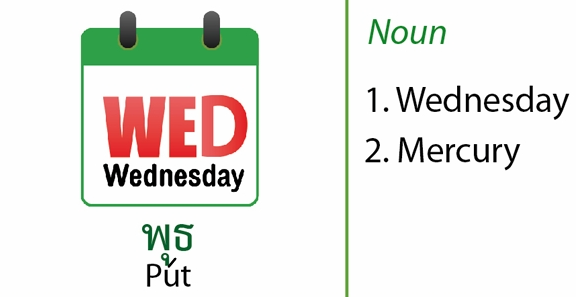 WED
Wednesday
พุธ
Pút
Noun
1. Wednesday
2. Mercury